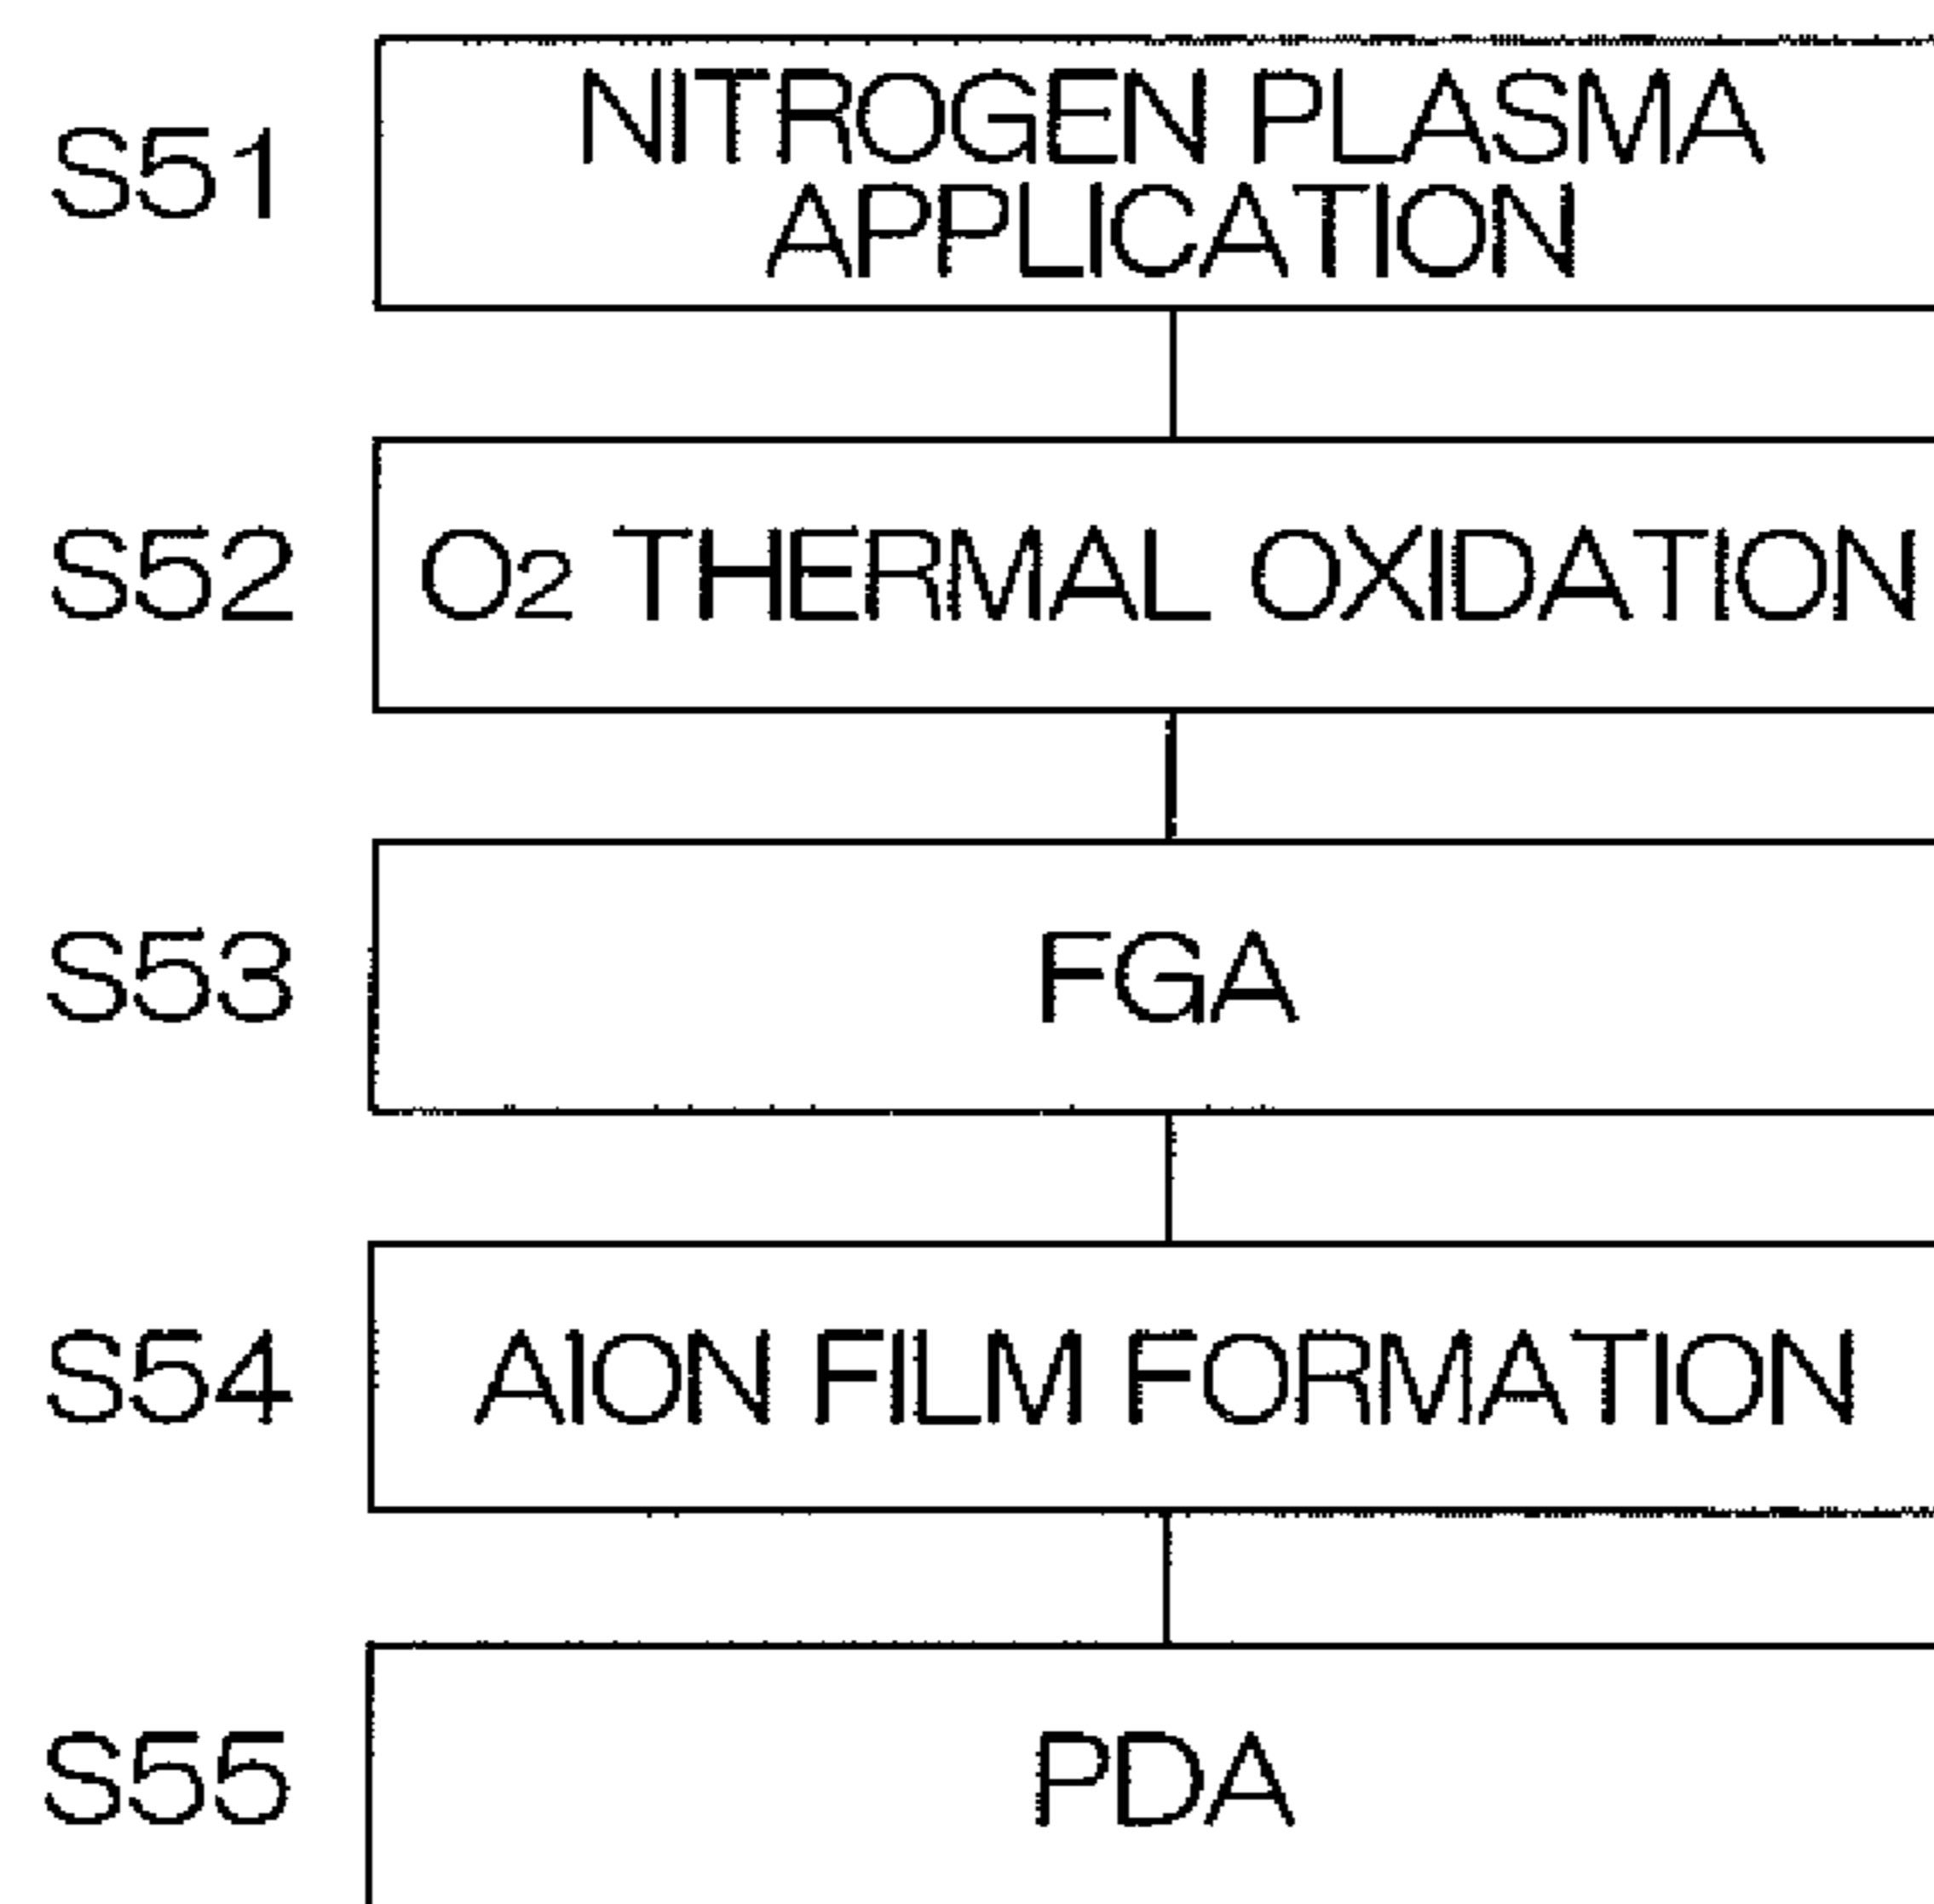 S51 NITROGEN PLASMA
APPLICATION
S52 O2 THERMAL OXIDATION
S53 FGA
S54 AlON FILM FORMATION
S55 PDA